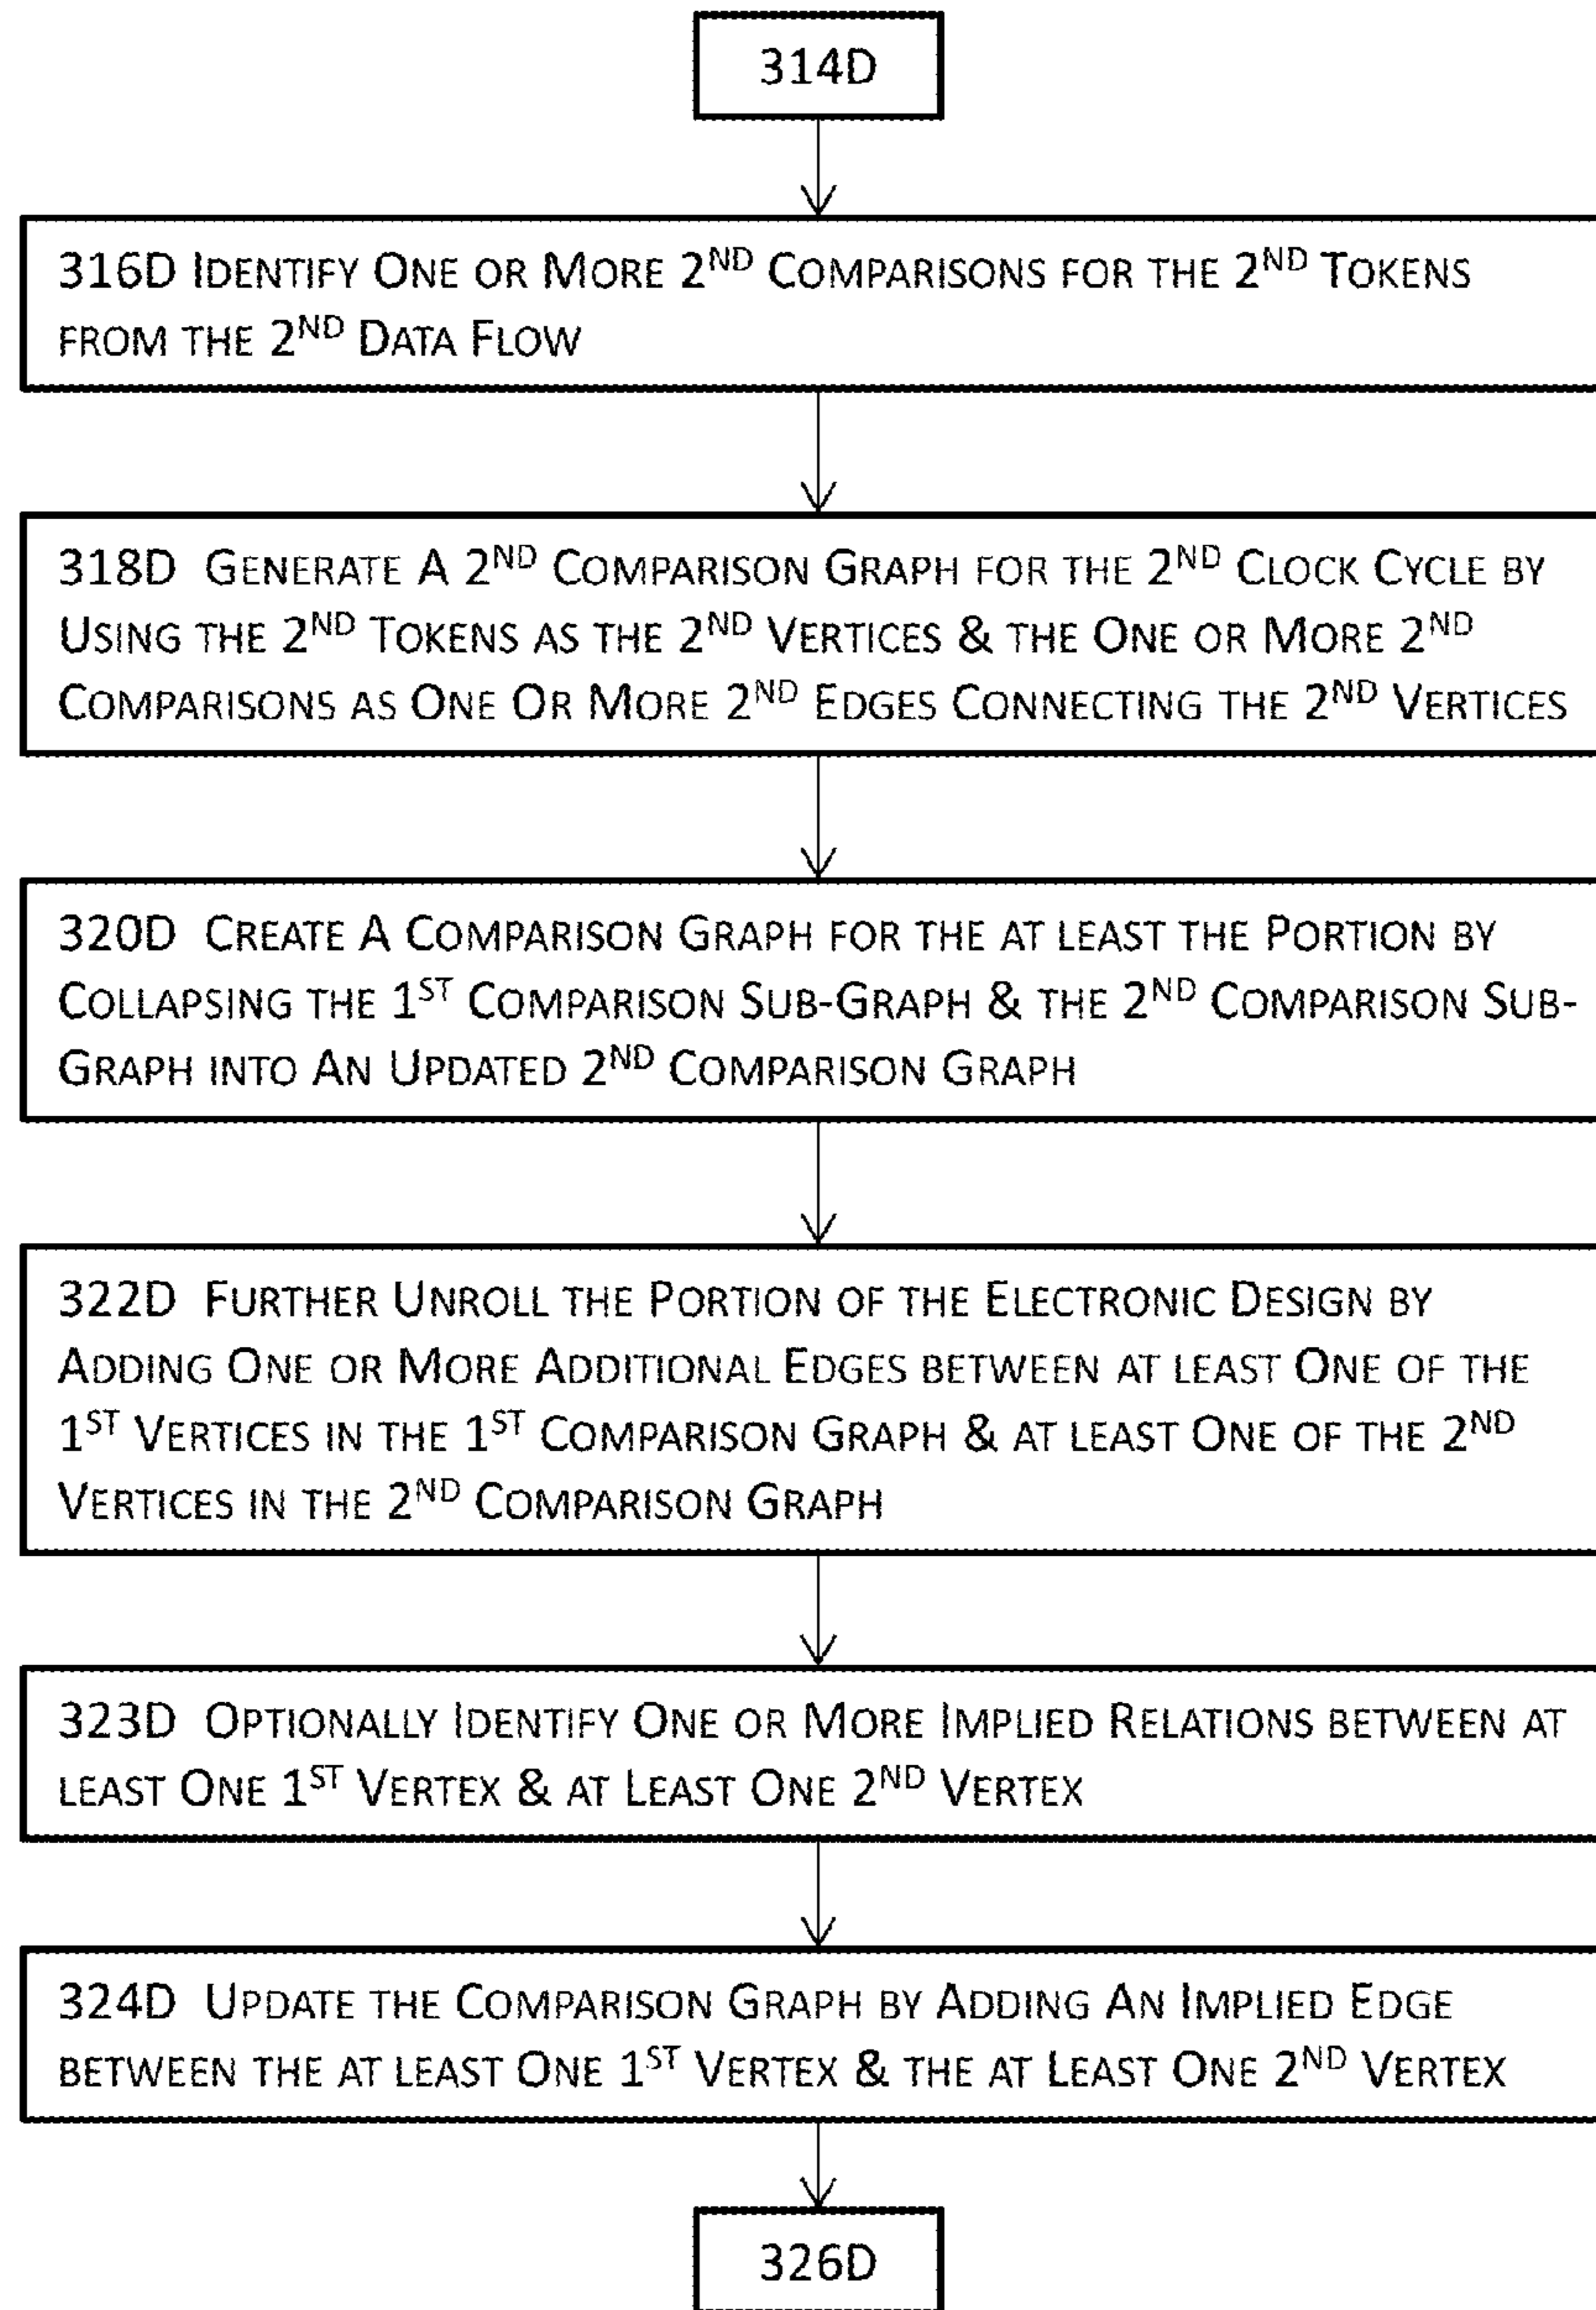 314D
316D Identify One or More 2ND Comparisons for the 2ND Tokens
from the 2ND Data Flow
318D Generate A 2ND Comparison Graph for the 2ND Clock Cycle by
Using the 2ND Tokens as the 2ND Vertices & the One or More 2ND
Comparisons as One Or More 2ND Edges Connecting the 2ND Vertices
320D Create A Comparison Graph for the at least the Portion by
Collapsing the 1ST Comparison Sub-Graph & the 2ND Comparison Sub-
Graph into An Updated 2ND Comparison Graph
322D Further Unroll the Portion of the Electronic Design by
Adding One or More Additional Edges between at least One of the
1ST Vertices in the 1ST Comparison Graph & at least One of the 2ND
Vertices in the 2ND Comparison Graph
323D Optionally Identify One or More Implied Relations between at
least One 1ST Vertex & at Least One 2ND Vertex
324D Update the Comparison Graph by Adding An Implied Edge
between the at least One 1ST Vertex & the at Least One 2ND Vertex
326D